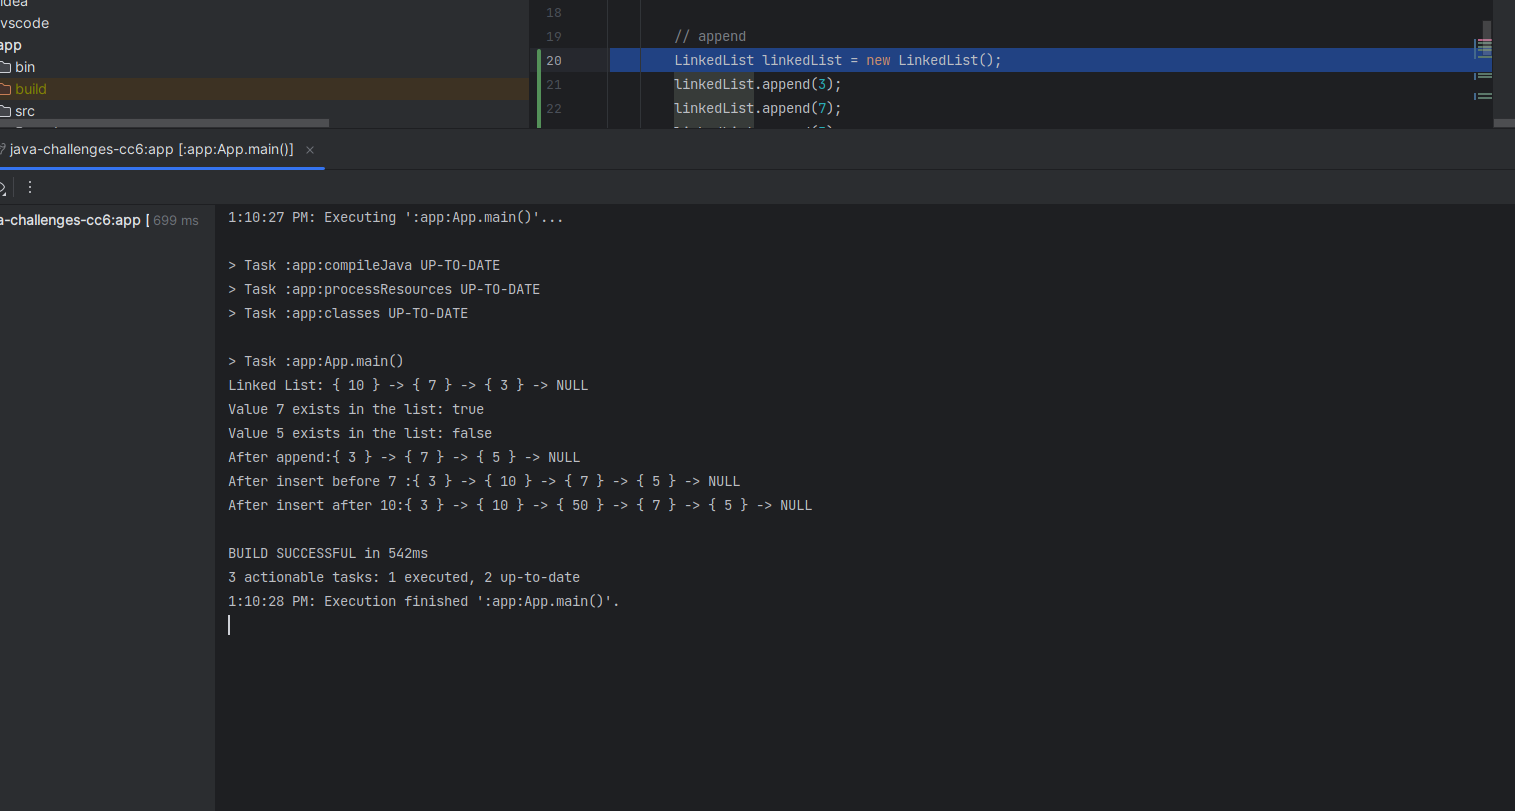 idea
vscode
app
bin
build
src
18
19 // append
20 LinkedList linkedList = new LinkedList();
21 linkedList.append(3);
22 linkedList.append(7);
java-challenges-cc6:app [:app:App.main()] ×
a-challenges-cc6:app [ 699 ms
1:10:27 PM: Executing ':app:App.main()'...
> Task :app:compileJava UP-TO-DATE
> Task :app:processResources UP-TO-DATE
> Task :app:classes UP-TO-DATE
> Task :app:App.main()
Linked List: { 10 } -> { 7 } -> { 3 } -> NULL
Value 7 exists in the list: true
Value 5 exists in the list: false
After append:{ 3 } -> { 7 } -> { 5 } -> NULL
After insert before 7 :{ 3 } -> { 10 } -> { 7 } -> { 5 } -> NULL
After insert after 10:{ 3 } -> { 10 } -> { 50 } -> { 7 } -> { 5 } -> NULL
BUILD SUCCESSFUL in 542ms
3 actionable tasks: 1 executed, 2 up-to-date
1:10:28 PM: Execution finished ':app:App.main()'.